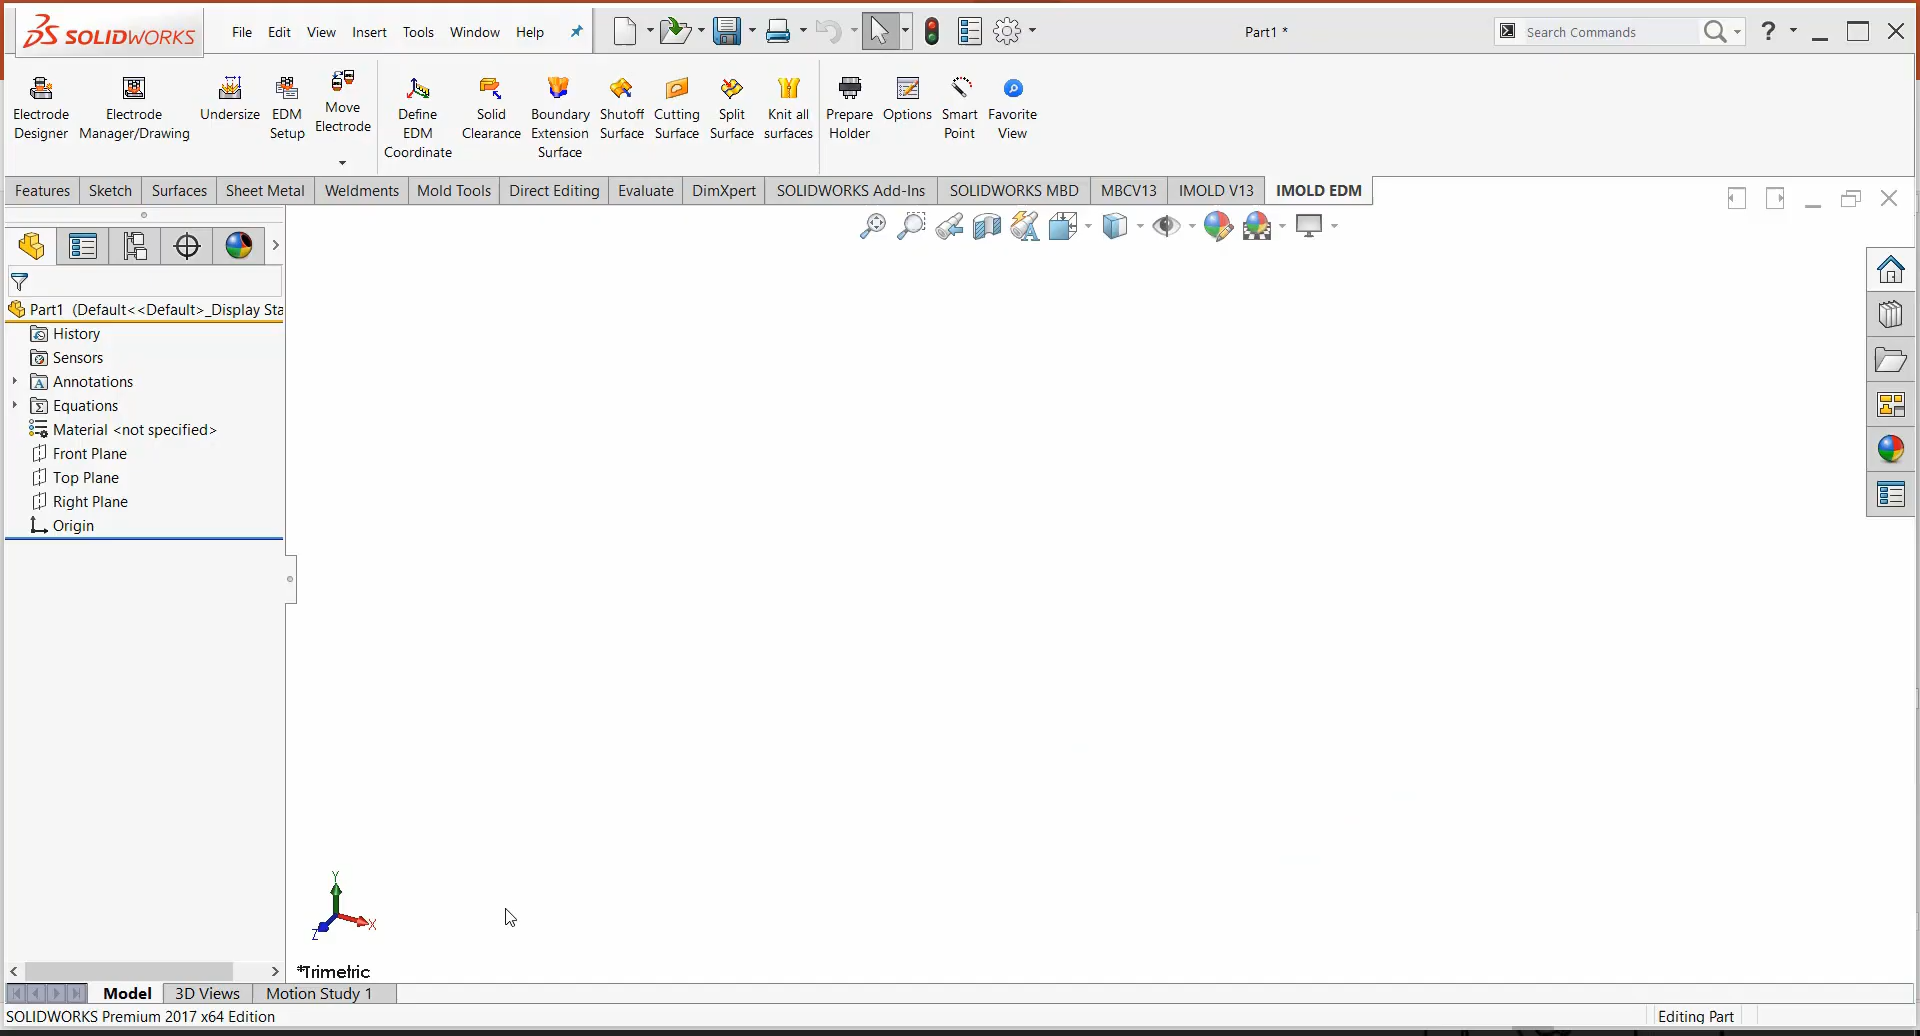 SOLIDWORKS File Edit View Insert Tools Window Help Part1 * Search Commands ?
Electrode Designer
Electrode Manager/Drawing
Undersize
EDM Setup
Move Electrode
Define EDM Coordinate
Solid Clearance
Boundary Extension Surface
Shutoff Surface
Cutting Surface
Split Surface
Knit all surfaces
Prepare Holder
Options
Smart Point
Favorite View
Features Sketch Surfaces Sheet Metal Weldments Mold Tools Direct Editing Evaluate DimXpert SOLIDWORKS Add-Ins SOLIDWORKS MBD MBCV13 IMOLD V13 IMOLD EDM
Part1 (Default<<Default>_Display Sta
History
Sensors
Annotations
Equations
Material <not specified>
Front Plane
Top Plane
Right Plane
Origin
Y
X
Z
*Trimetric
Model 3D Views Motion Study 1
SOLIDWORKS Premium 2017 x64 Edition Editing Part